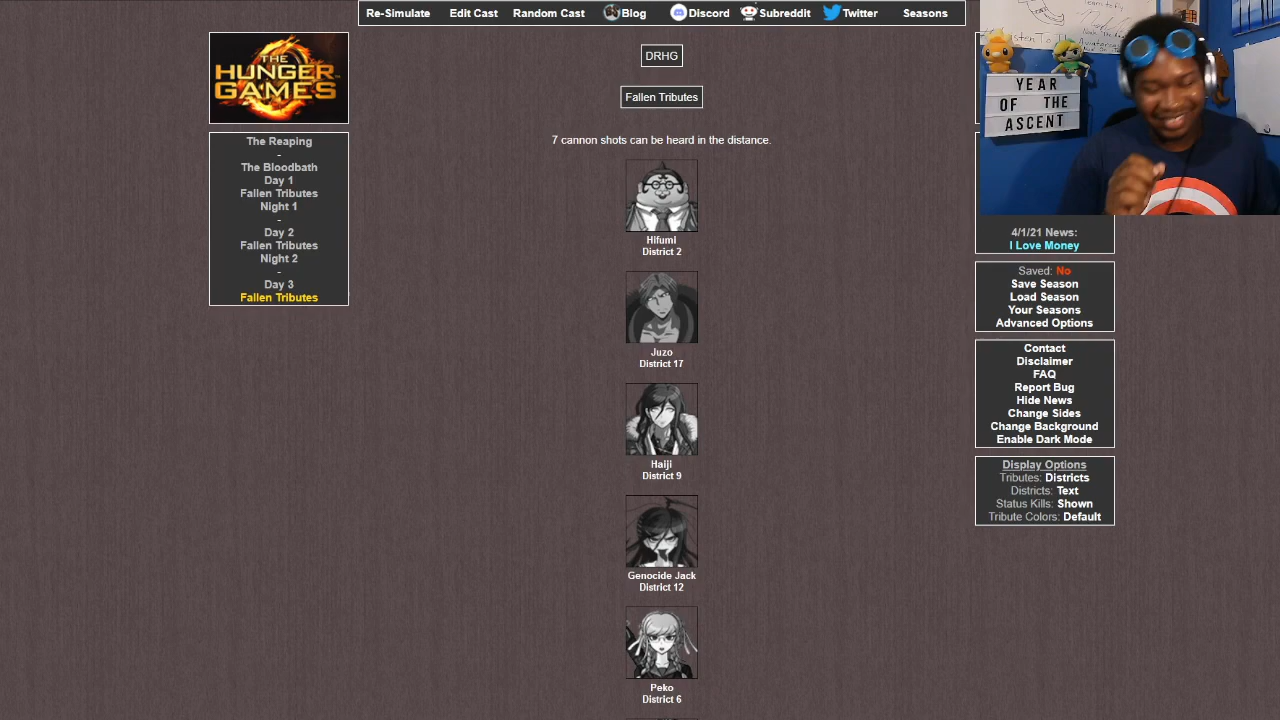 Re-Simulate Edit Cast Random Cast Blog Discord Subreddit Twitter Seasons
THE
HUNGER
GAMES
DRHG
Fallen Tributes
7 cannon shots can be heard in the distance.
The Reaping
-
The Bloodbath
Day 1
Fallen Tributes
Night 1
-
Day 2
Fallen Tributes
Night 2
-
Day 3
Fallen Tributes
Hifumi
District 2
Juzo
District 17
Haiji
District 9
Genocide Jack
District 12
Peko
District 6
YEAR
OF THE
ASCENT
4/1/21 News:
I Love Money
Saved: No
Save Season
Load Season
Your Seasons
Advanced Options
Contact
Disclaimer
FAQ
Report Bug
Hide News
Change Sides
Change Background
Enable Dark Mode
Display Options
Tributes: Districts
Districts: Text
Status Kills: Shown
Tribute Colors: Default